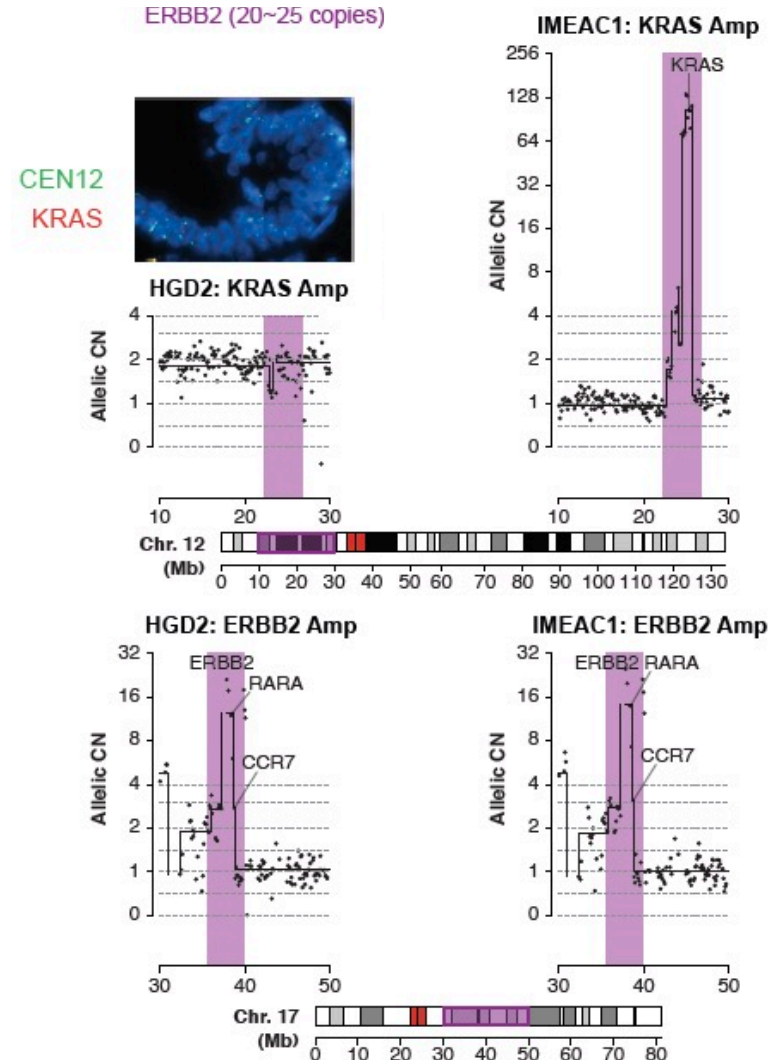 ERBB2 (20~25 copies)
IMEAC1: KRAS Amp
256
128
64
32
16
8
4
2
1
0
Allelic CN
KRAS
10
20
30
CEN12
KRAS
HGD2: KRAS Amp
4
2
1
0
Allelic CN
10
20
30
Chr. 12
(Mb)
0 10 20 30 40 50 60 70 80 90 100 110 120 130
HGD2: ERBB2 Amp
32
16
8
4
2
1
0
Allelic CN
ERBB2
RARA
CCR7
30
40
50
IMEAC1: ERBB2 Amp
32
16
8
4
2
1
0
Allelic CN
ERBB2 RARA
CCR7
30
40
50
Chr. 17
(Mb)
0 10 20 30 40 50 60 70 80